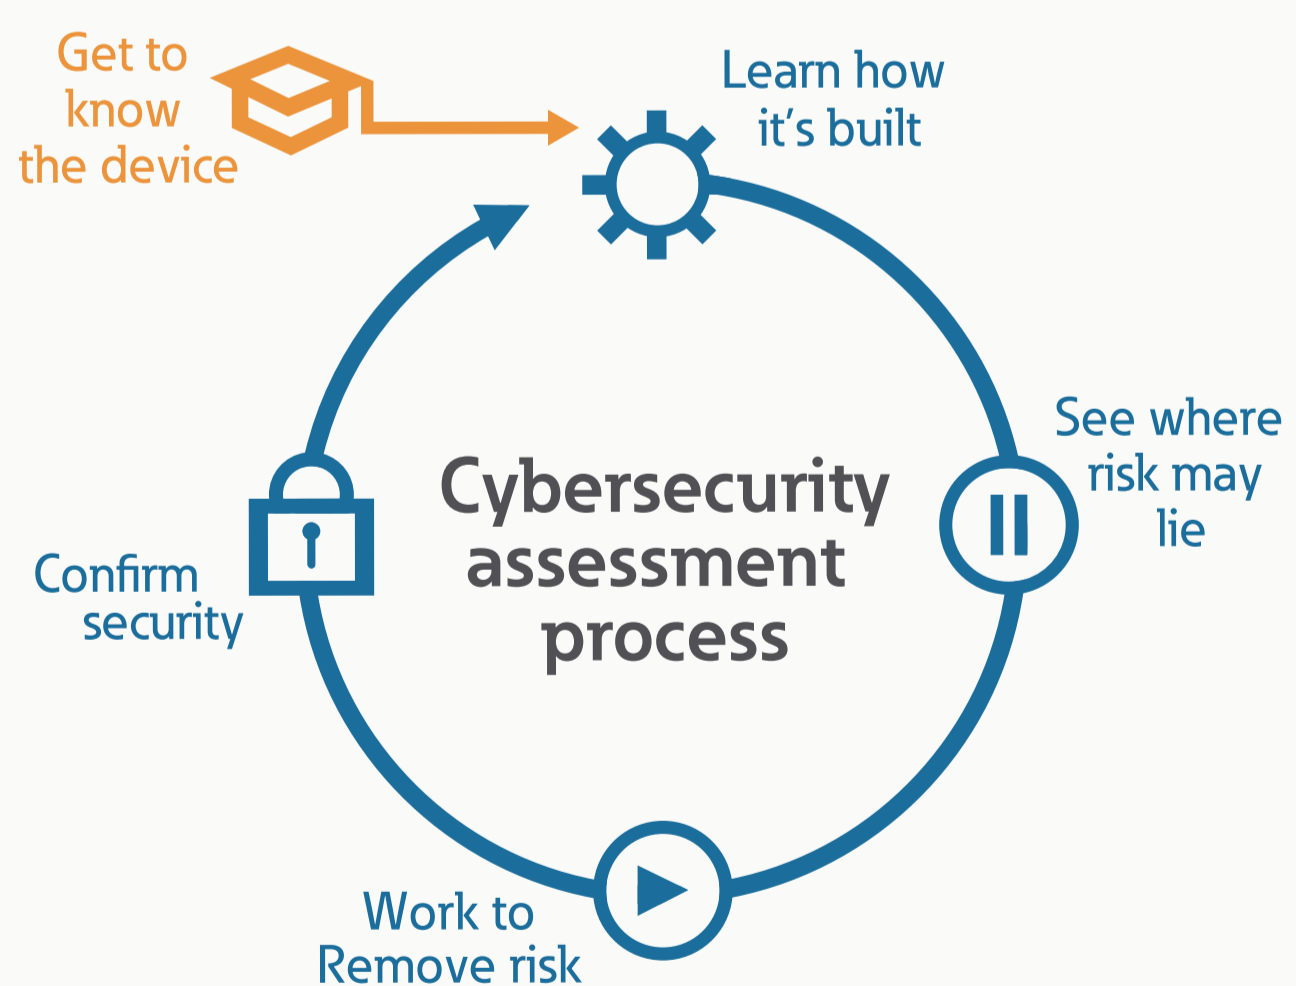 Get to
know
the device
Learn how
it's built
See where
risk may
lie
Cybersecurity
assessment
process
Confirm
security
Work to
Remove risk